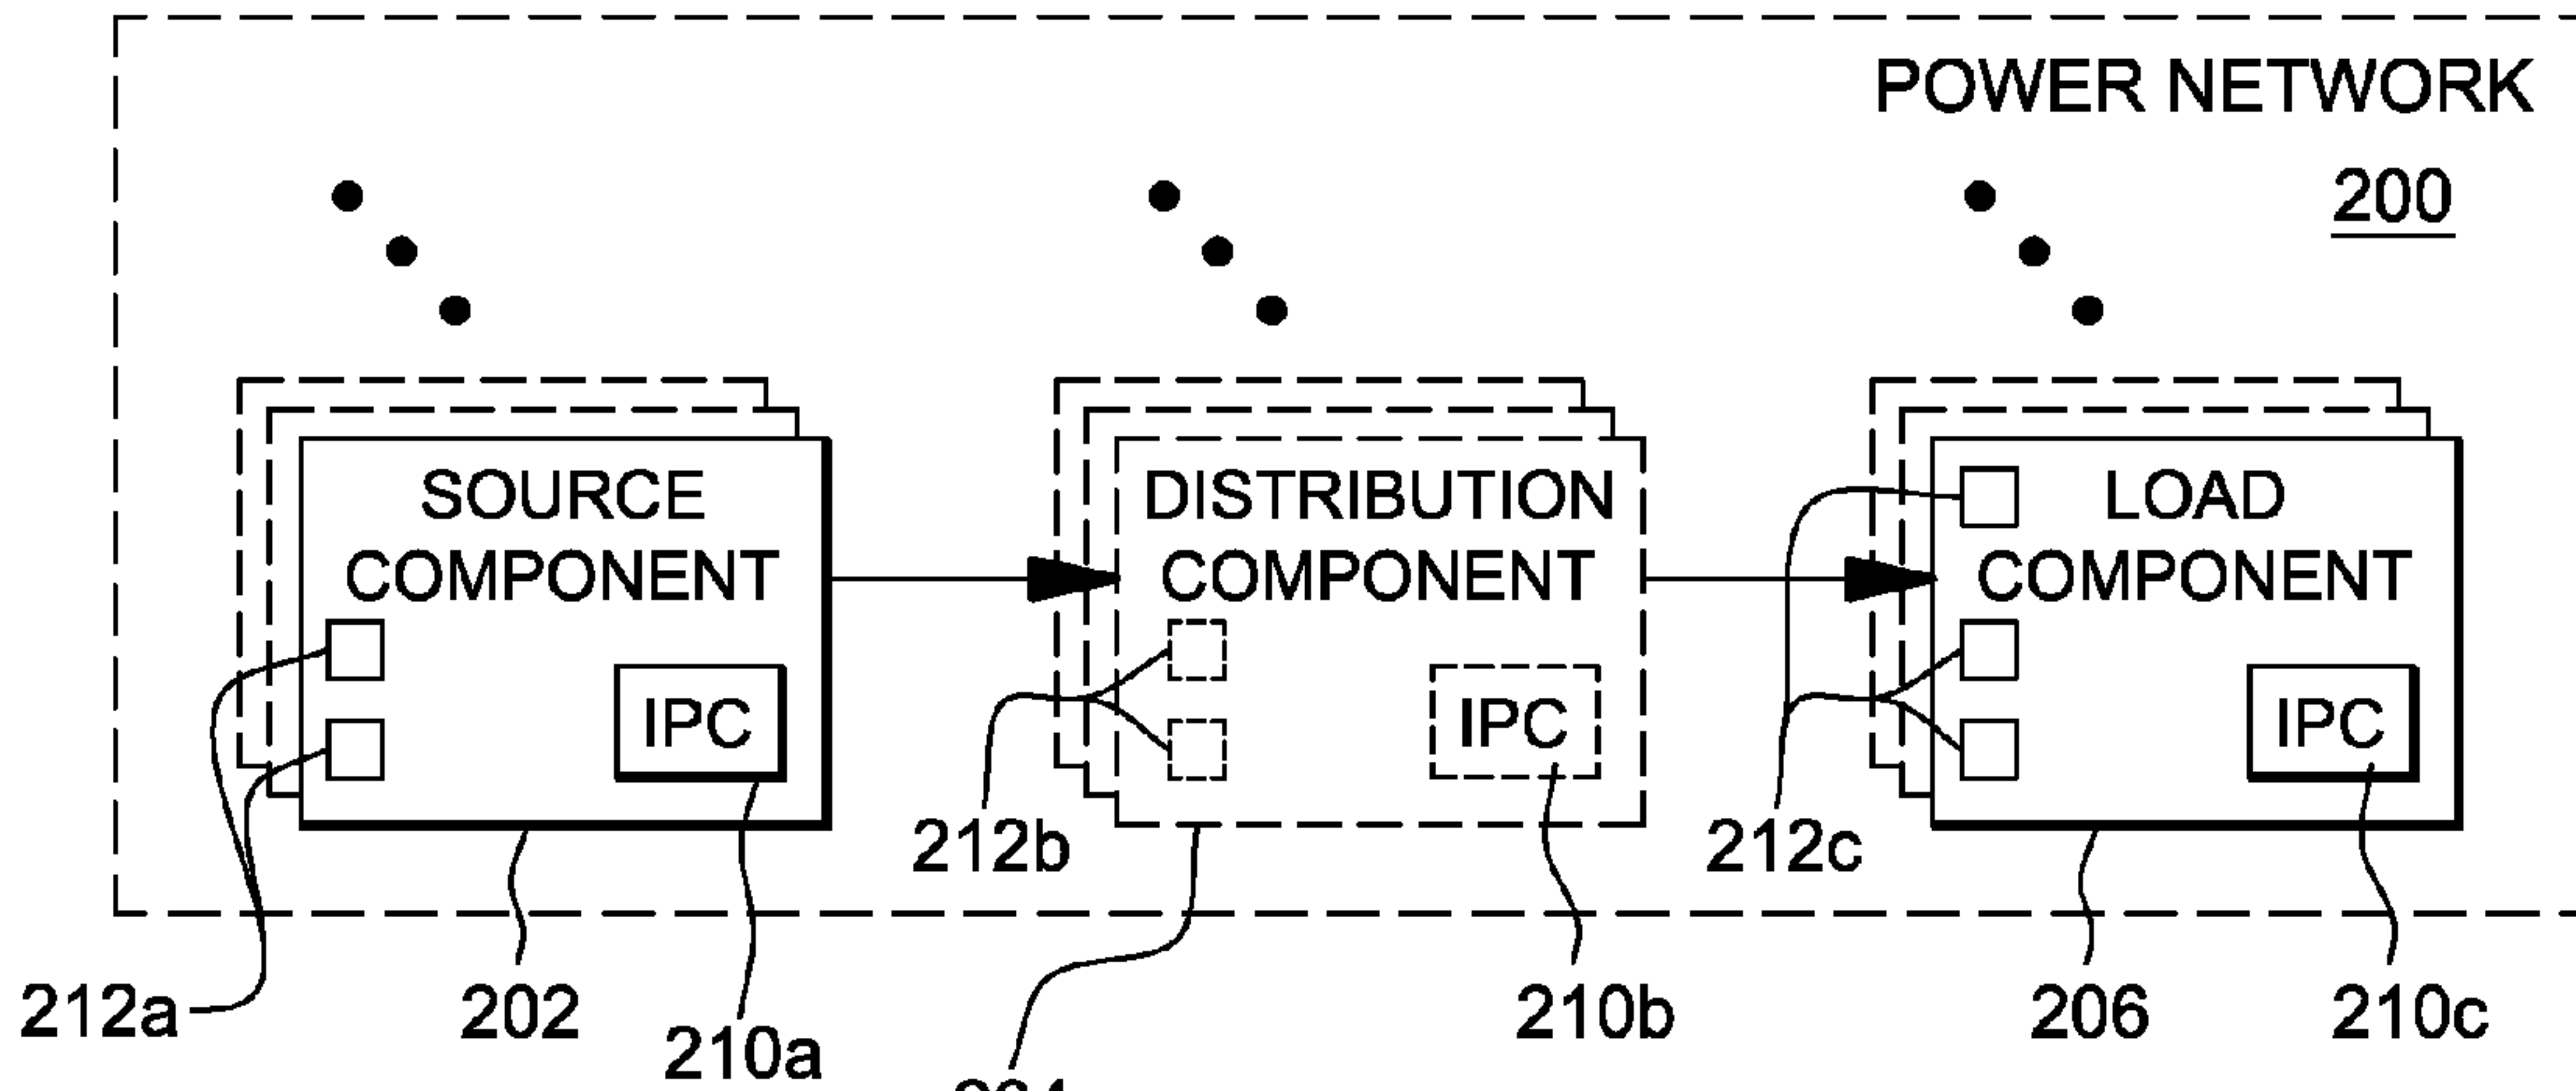 POWER NETWORK
200
SOURCE
COMPONENT
IPC
DISTRIBUTION
COMPONENT
IPC
LOAD
COMPONENT
IPC
212b
212c
212a
202
210a
210b
206
210c